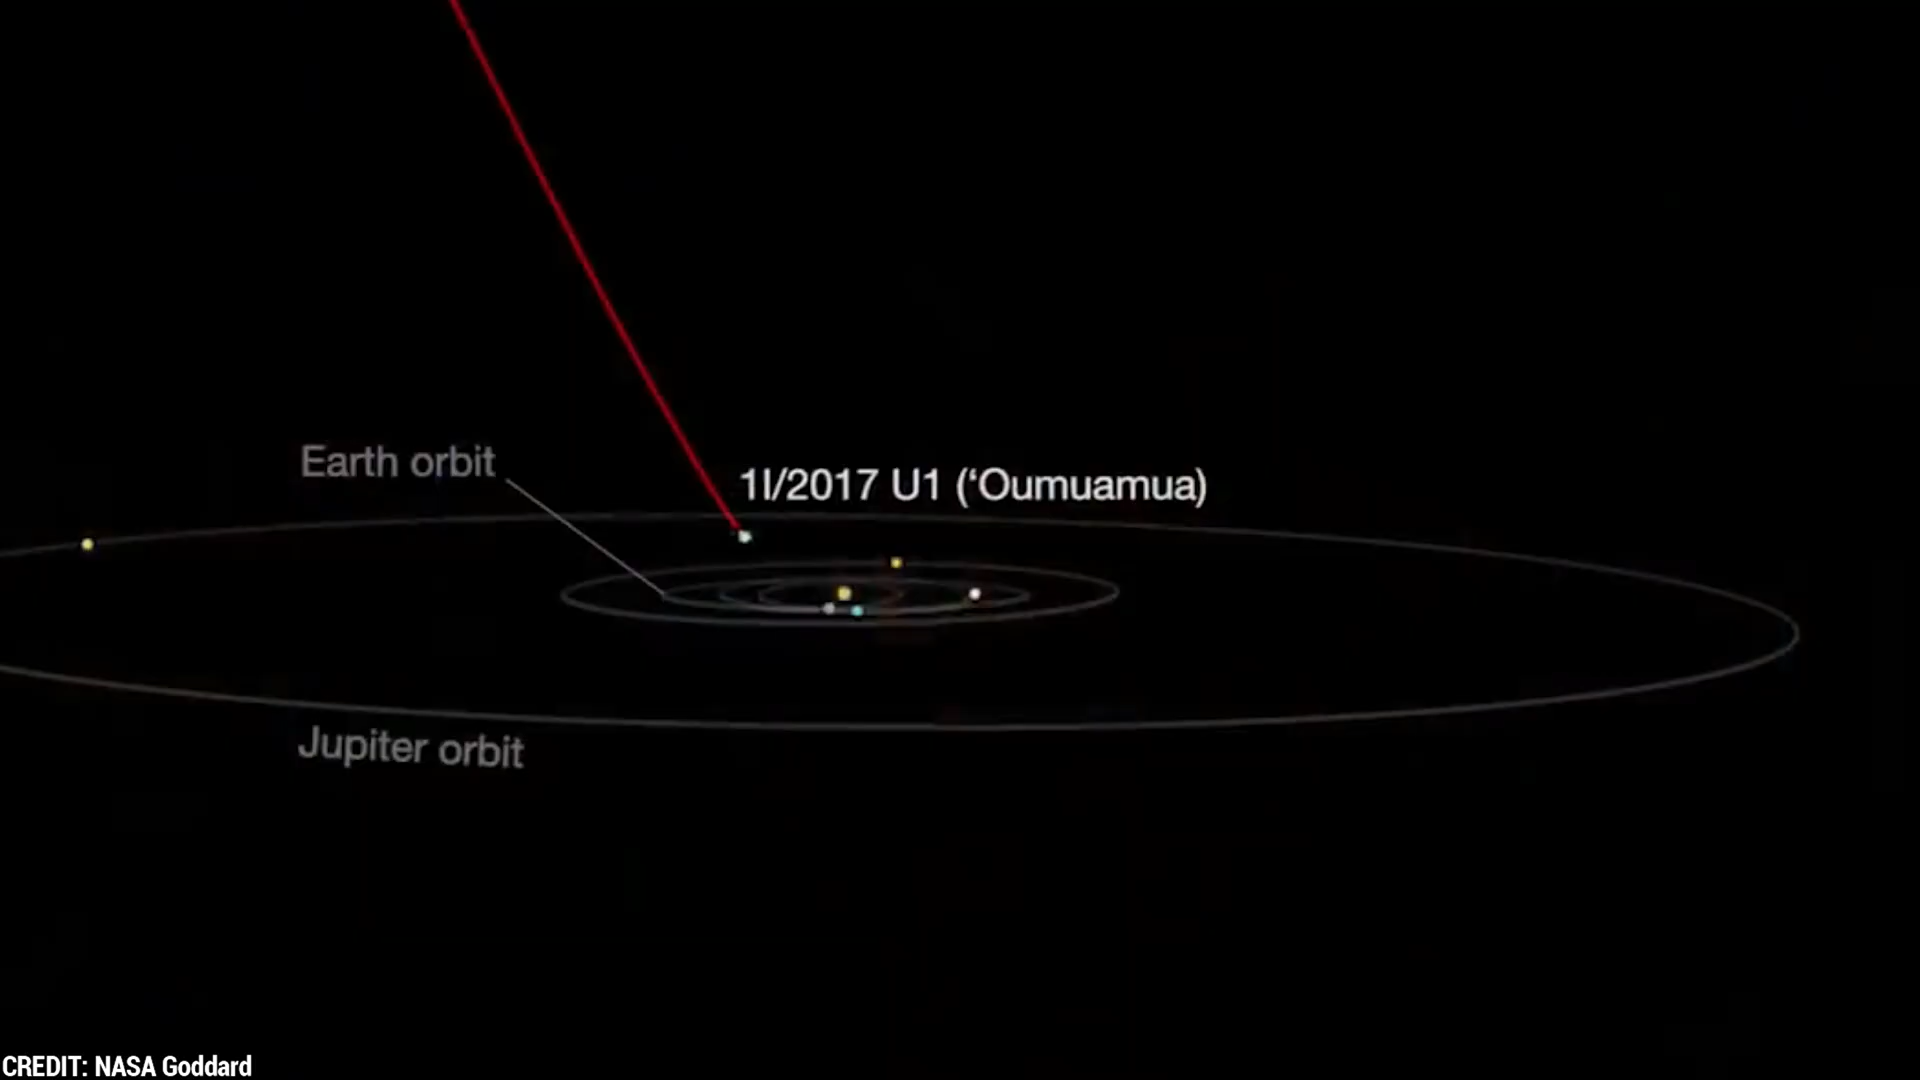 Earth orbit
1I/2017 U1 (‘Oumuamua)
Jupiter orbit
CREDIT: NASA Goddard